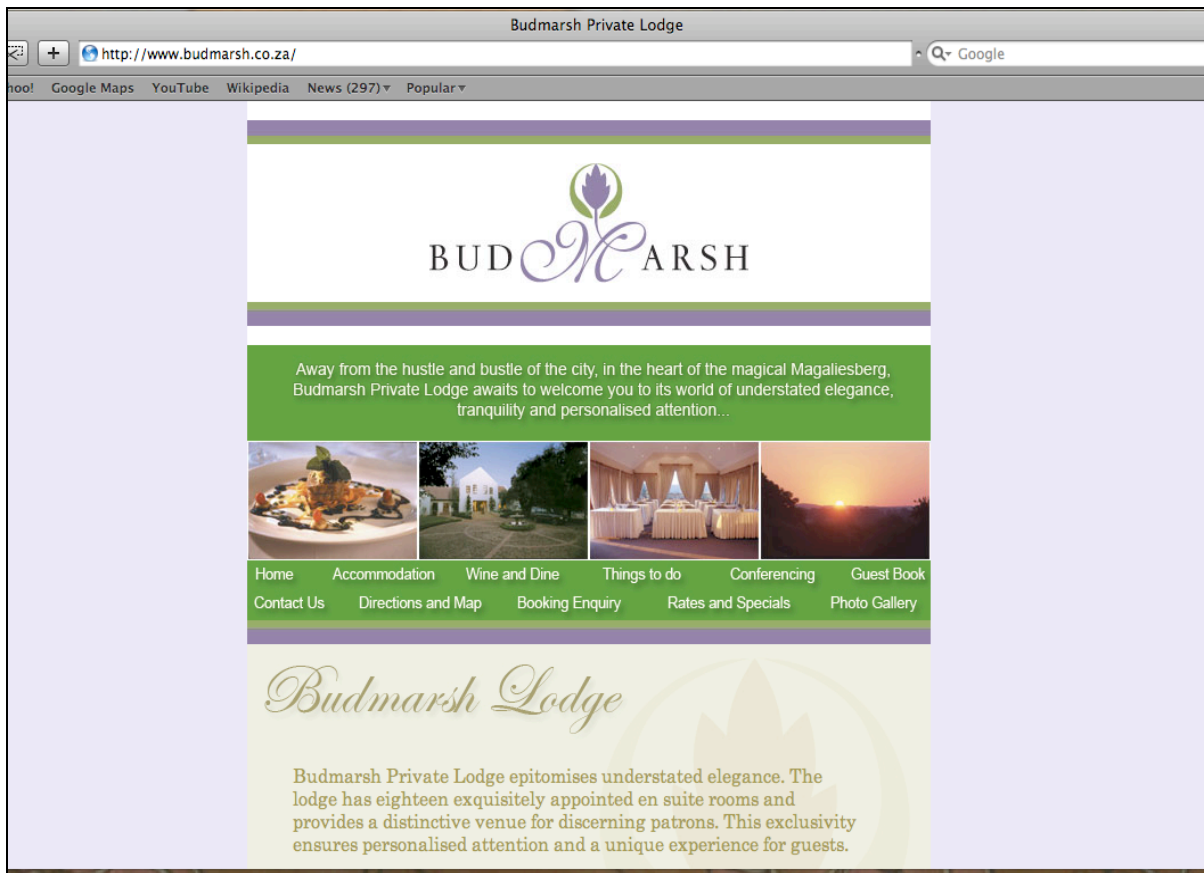 Budmarsh Private Lodge
http://www.budmarsh.co.za/
Google
Google Maps YouTube Wikipedia News (297) Popular
BUDMARSH
Away from the hustle and bustle of the city, in the heart of the magical Magaliesberg,
Budmarsh Private Lodge awaits to welcome you to its world of understated elegance,
tranquility and personalised attention...
Home Accommodation Wine and Dine Things to do Conferencing Guest Book
Contact Us Directions and Map Booking Enquiry Rates and Specials Photo Gallery
Budmarsh Lodge
Budmarsh Private Lodge epitomises understated elegance. The
lodge has eighteen exquisitely appointed en suite rooms and
provides a distinctive venue for discerning patrons. This exclusivity
ensures personalised attention and a unique experience for guests.